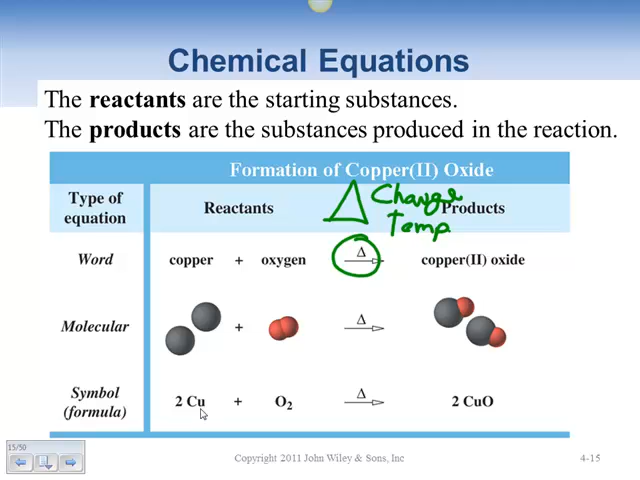 Chemical Equations
The reactants are the starting substances.
The products are the substances produced in the reaction.
Formation of Copper(II) Oxide
Type of
equation
Reactants
Δ Change
Temp
Products
Word
copper + oxygen Δ copper(II) oxide
Molecular
+ Δ
Symbol
(formula)
2 Cu + O₂ Δ 2 CuO
15/50
Copyright 2011 John Wiley & Sons, Inc
4-15